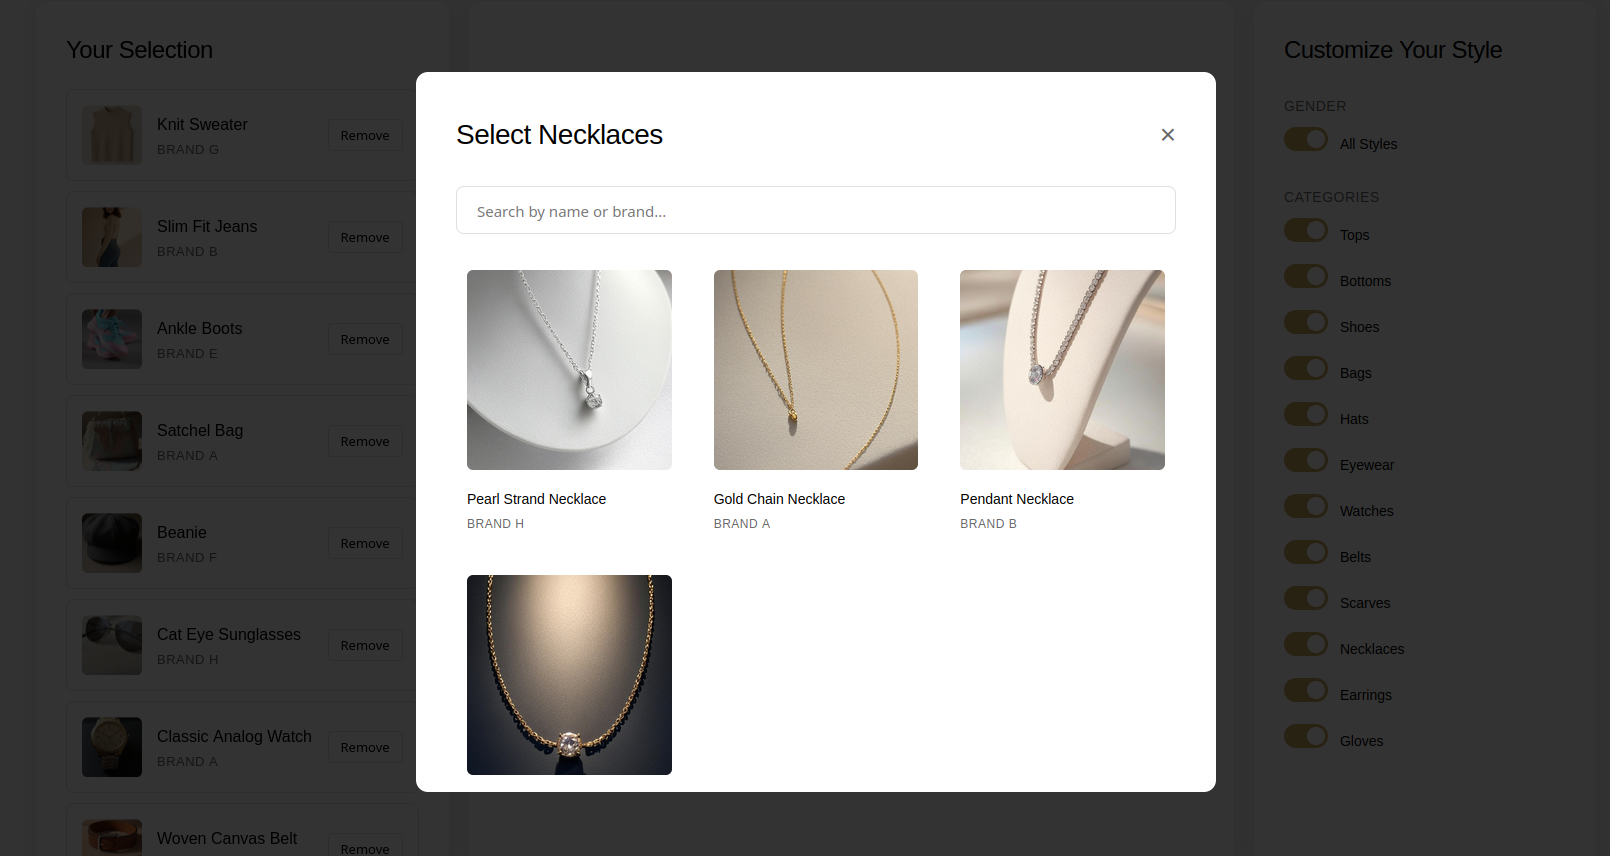 Your Selection
Knit Sweater
BRAND G
Remove
Slim Fit Jeans
BRAND B
Remove
Ankle Boots
BRAND E
Remove
Satchel Bag
BRAND A
Remove
Beanie
BRAND F
Remove
Cat Eye Sunglasses
BRAND H
Remove
Classic Analog Watch
BRAND A
Remove
Woven Canvas Belt
Remove
Select Necklaces
×
Search by name or brand...
Pearl Strand Necklace
BRAND H
Gold Chain Necklace
BRAND A
Pendant Necklace
BRAND B
Customize Your Style
GENDER
All Styles
CATEGORIES
Tops
Bottoms
Shoes
Bags
Hats
Eyewear
Watches
Belts
Scarves
Necklaces
Earrings
Gloves